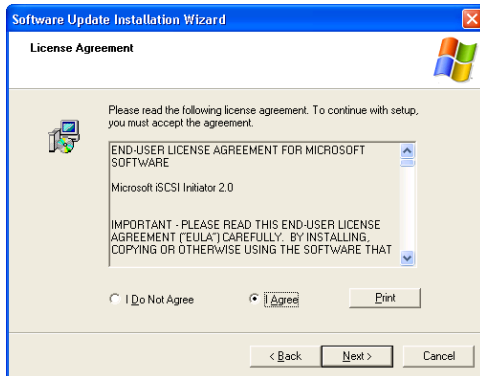 Software Update Installation Wizard
License Agreement
Please read the following license agreement. To continue with setup,
you must accept the agreement.
END-USER LICENSE AGREEMENT FOR MICROSOFT
SOFTWARE
Microsoft iSCSI Initiator 2.0
IMPORTANT - PLEASE READ THIS END-USER LICENSE
AGREEMENT ("EULA") CAREFULLY. BY INSTALLING,
COPYING OR OTHERWISE USING THE SOFTWARE THAT
I Do Not Agree
I Agree
Print
< Back
Next >
Cancel